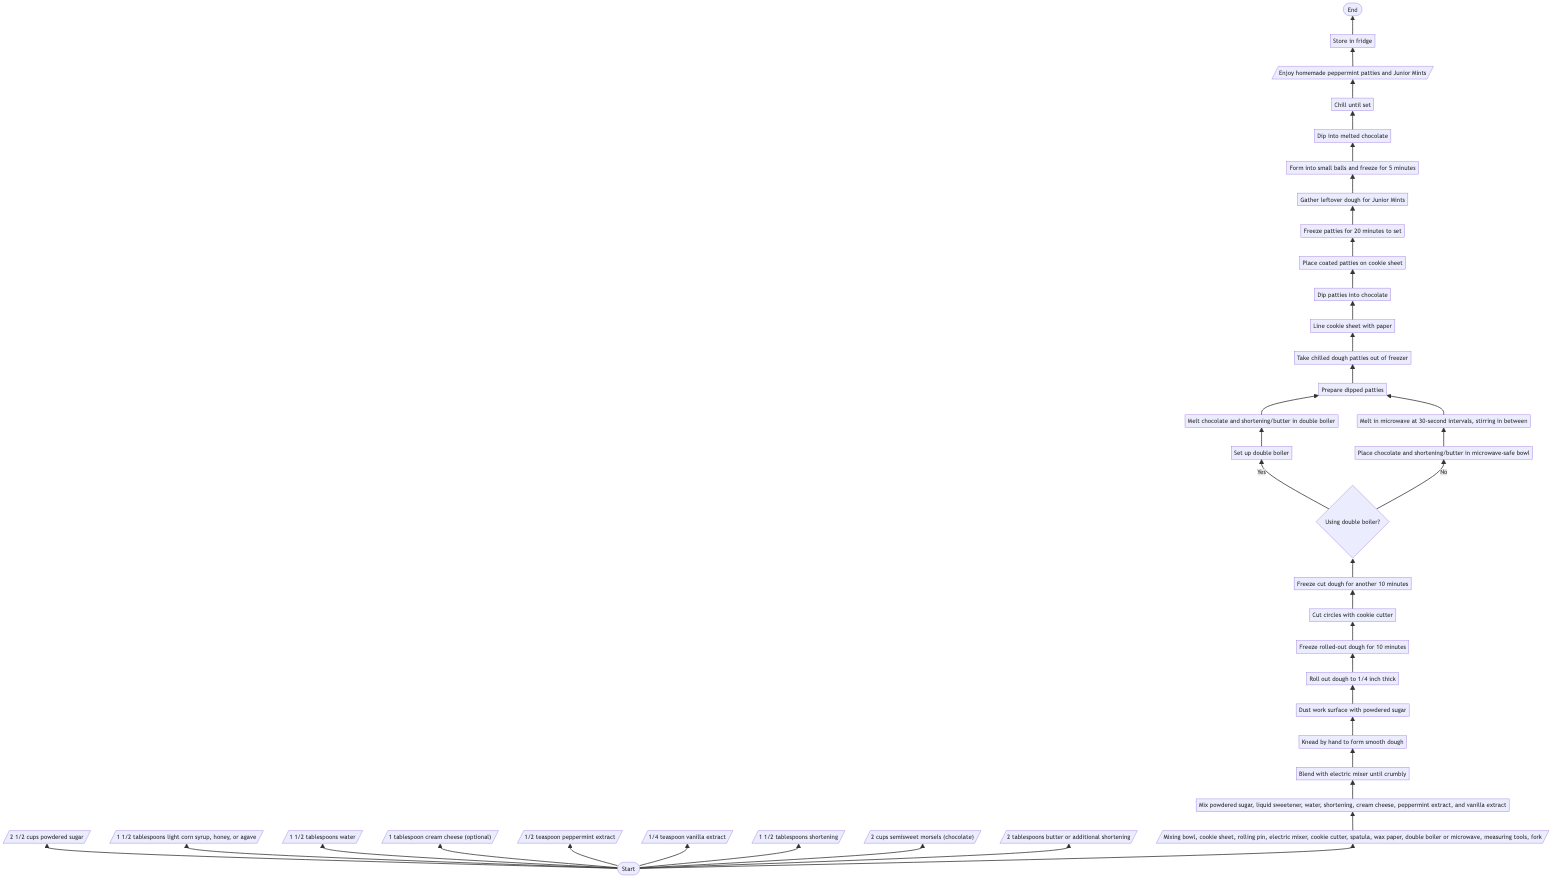 End
Store in fridge
Enjoy homemade peppermint patties and Junior Mints
Chill until set
Dip into melted chocolate
Form into small balls and freeze for 5 minutes
Gather leftover dough for Junior Mints
Freeze patties for 20 minutes to set
Place coated patties on cookie sheet
Dip patties into chocolate
Line cookie sheet with paper
Take chilled dough patties out of freezer
Prepare dipped patties
Melt chocolate and shortening/butter in double boiler
Melt in microwave at 30-second intervals, stirring in between
Set up double boiler
Place chocolate and shortening/butter in microwave-safe bowl
Yes
No
Using double boiler?
Freeze cut dough for another 10 minutes
Cut circles with cookie cutter
Freeze rolled-out dough for 10 minutes
Roll out dough to 1/4 inch thick
Dust work surface with powdered sugar
Knead by hand to form smooth dough
Blend with electric mixer until crumbly
Mix powdered sugar, liquid sweetener, water, shortening, cream cheese, peppermint extract, and vanilla extract
2 1/2 cups powdered sugar
1 1/2 tablespoons light corn syrup, honey, or agave
1 1/2 tablespoons water
1 tablespoon cream cheese (optional)
1/2 teaspoon peppermint extract
1/4 teaspoon vanilla extract
1 1/2 tablespoons shortening
2 cups semisweet morsels (chocolate)
2 tablespoons butter or additional shortening
Mixing bowl, cookie sheet, rolling pin, electric mixer, cookie cutter, spatula, wax paper, double boiler or microwave, measuring tools, fork
Start